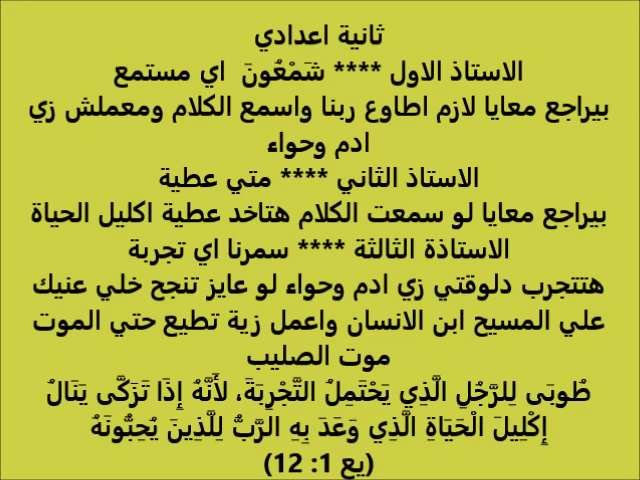 ثانية اعدادي
الاستاذ الاول **** شَمْعُونَ اي مستمع
بيراجع معايا لازم اطاوع ربنا واسمع الكلام ومعملش زي
ادم وحواء
الاستاذ الثاني **** متي عطية
بيراجع معايا لو سمعت الكلام هتاخد عطية اكليل الحياة
الاستاذة الثالثة **** سمرنا اي تجربة
هتتجرب دلوقتي زي ادم وحواء لو عايز تنجح خلي عنيك
علي المسيح ابن الانسان واعمل زية تطيع حتي الموت
موت الصليب
طُوبَى لِلرَّجُلِ الَّذِي يَحْتَمِلُ التَّجْرِبَةَ، لأَنَّهُ إِذَا تَزَكَّى يَنَالُ
إِكْلِيلَ الْحَيَاةِ الَّذِي وَعَدَ بِهِ الرَّبُّ لِلَّذِينَ يُحِبُّونَهُ
(يع 1: 12)